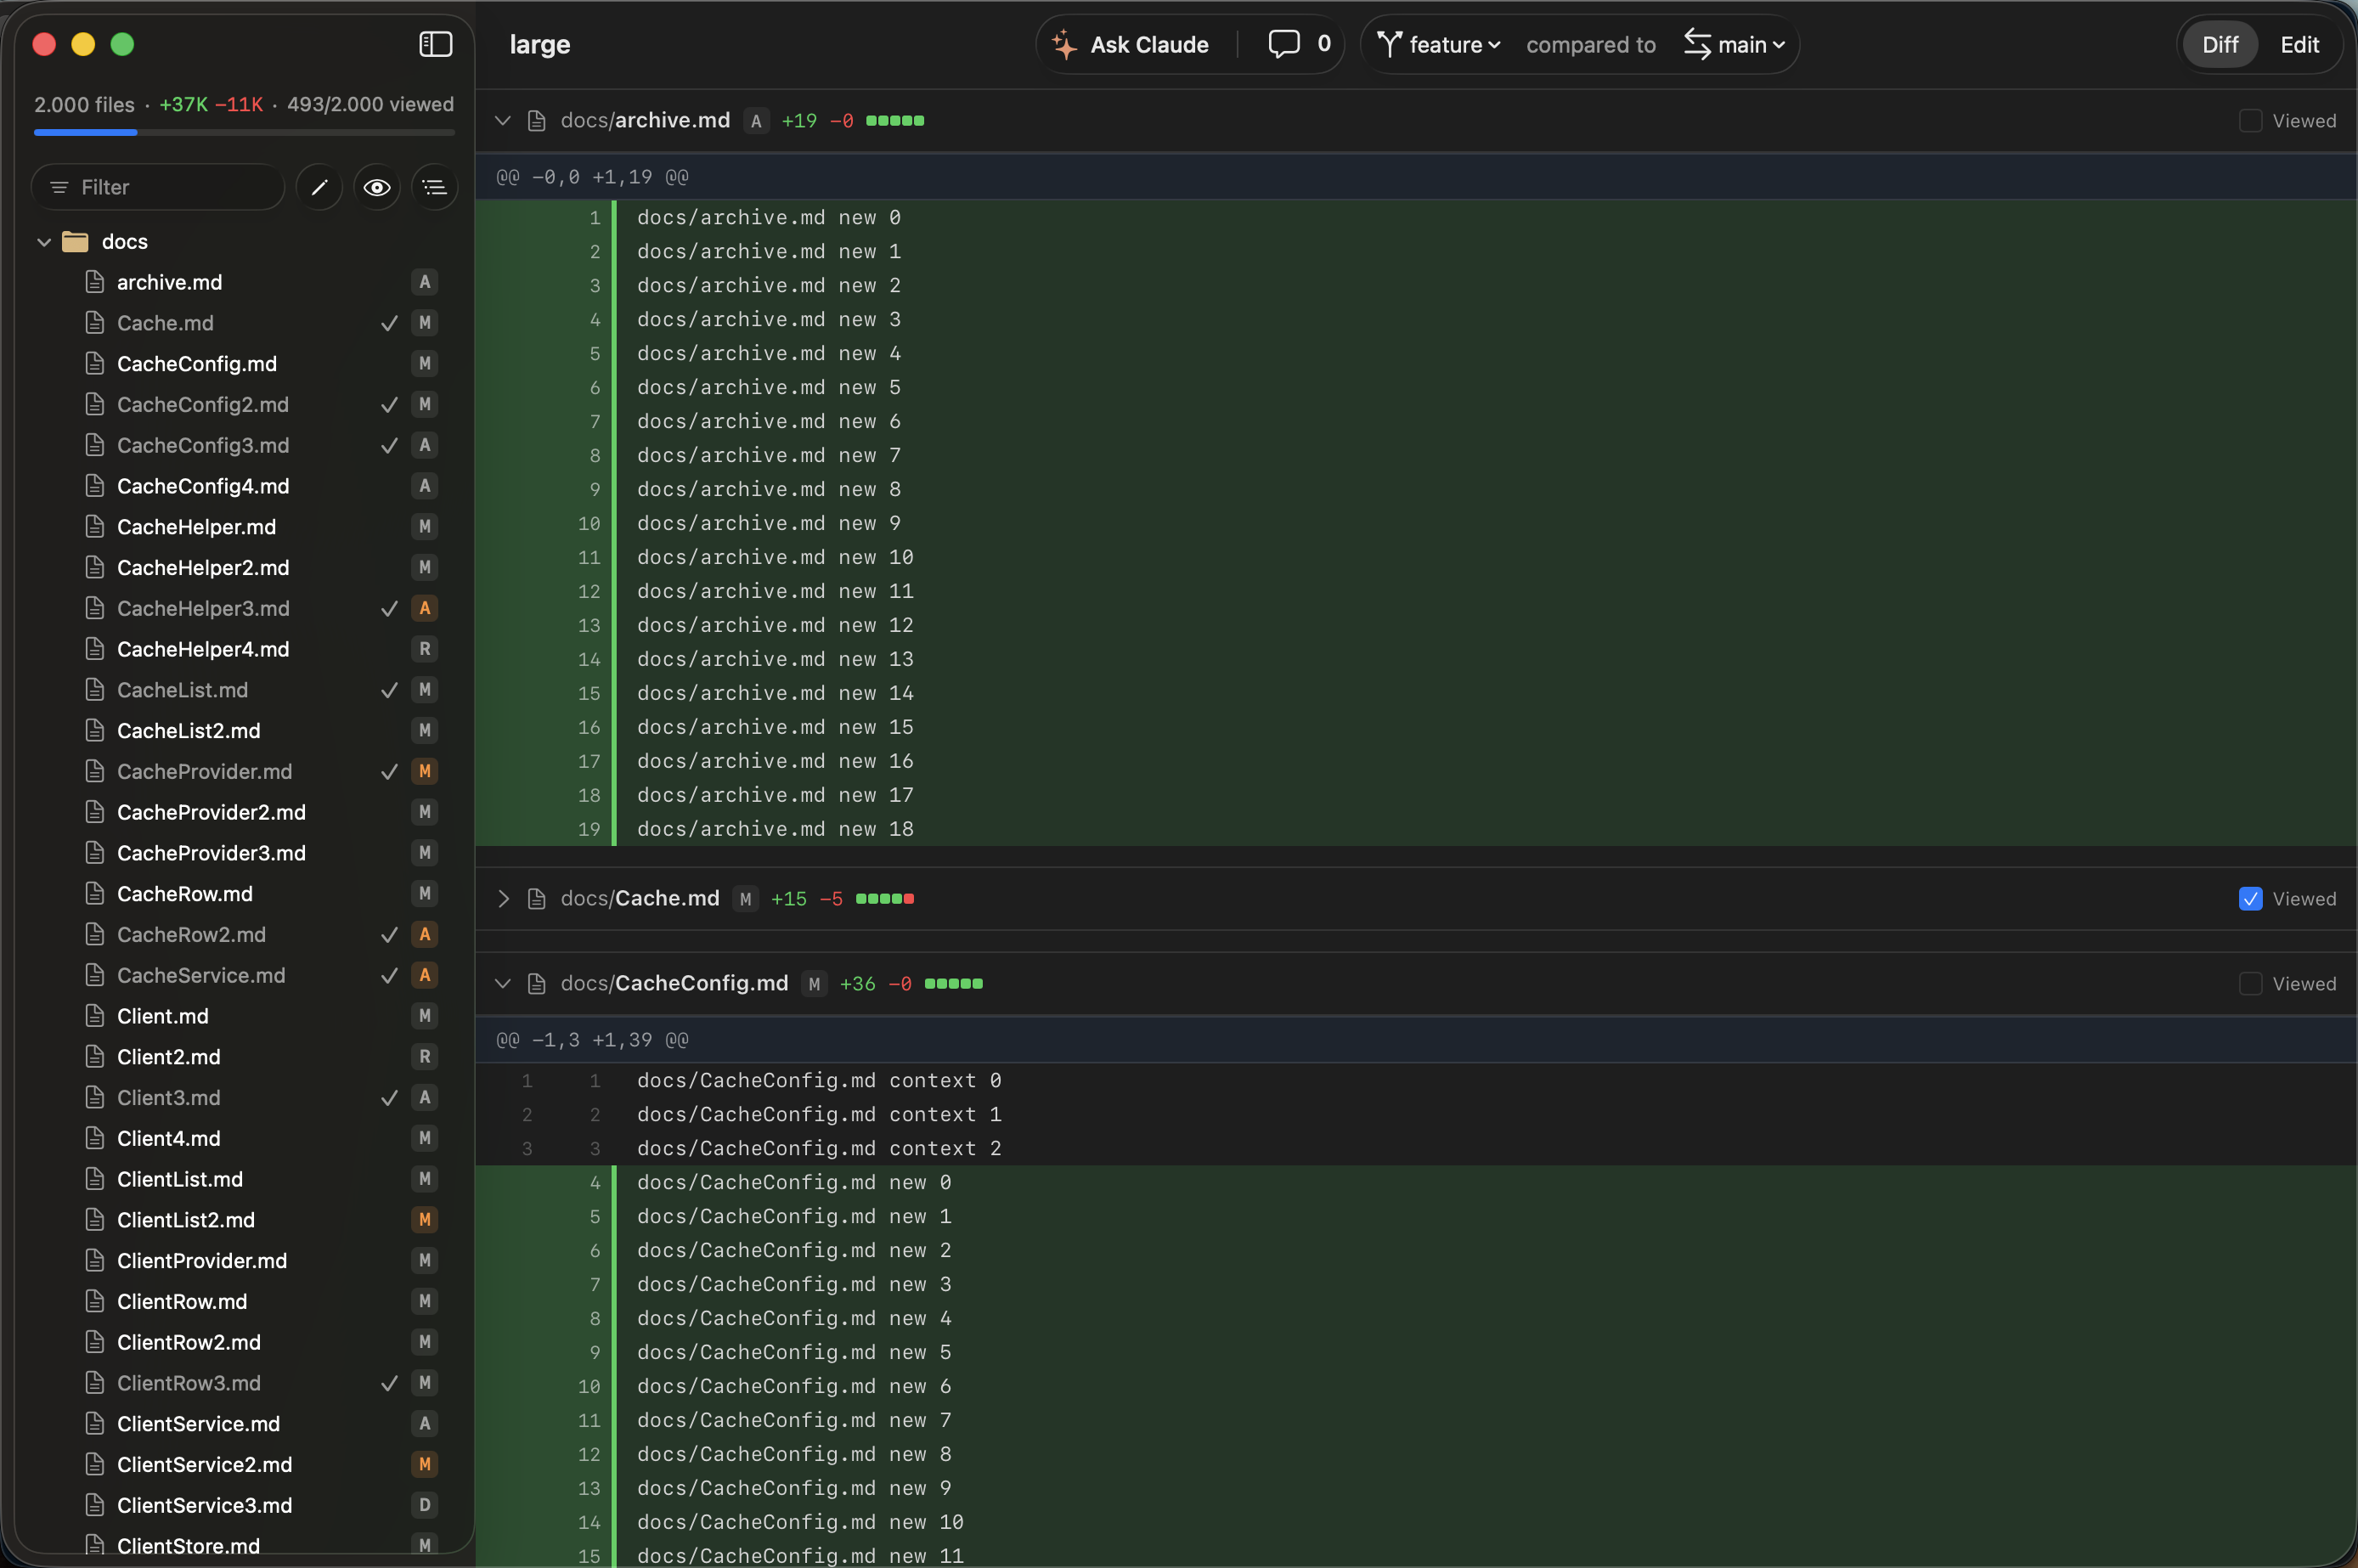 large
Ask Claude
0
feature
compared to
main
Diff
Edit
2.000 files · +37K −11K · 493/2.000 viewed
Filter
docs
archive.md A
Cache.md M
CacheConfig.md M
CacheConfig2.md M
CacheConfig3.md A
CacheConfig4.md A
CacheHelper.md M
CacheHelper2.md M
CacheHelper3.md A
CacheHelper4.md R
CacheList.md M
CacheList2.md M
CacheProvider.md M
CacheProvider2.md M
CacheProvider3.md M
CacheRow.md M
CacheRow2.md A
CacheService.md A
Client.md M
Client2.md R
Client3.md A
Client4.md M
ClientList.md M
ClientList2.md M
ClientProvider.md M
ClientRow.md M
ClientRow2.md M
ClientRow3.md M
ClientService.md A
ClientService2.md M
ClientService3.md D
ClientStore.md M
docs/archive.md A +19 −0 Viewed
@@ −0,0 +1,19 @@
1 docs/archive.md new 0
2 docs/archive.md new 1
3 docs/archive.md new 2
4 docs/archive.md new 3
5 docs/archive.md new 4
6 docs/archive.md new 5
7 docs/archive.md new 6
8 docs/archive.md new 7
9 docs/archive.md new 8
10 docs/archive.md new 9
11 docs/archive.md new 10
12 docs/archive.md new 11
13 docs/archive.md new 12
14 docs/archive.md new 13
15 docs/archive.md new 14
16 docs/archive.md new 15
17 docs/archive.md new 16
18 docs/archive.md new 17
19 docs/archive.md new 18
docs/Cache.md M +15 −5 Viewed
docs/CacheConfig.md M +36 −0 Viewed
@@ −1,3 +1,39 @@
1 1 docs/CacheConfig.md context 0
2 2 docs/CacheConfig.md context 1
3 3 docs/CacheConfig.md context 2
4 docs/CacheConfig.md new 0
5 docs/CacheConfig.md new 1
6 docs/CacheConfig.md new 2
7 docs/CacheConfig.md new 3
8 docs/CacheConfig.md new 4
9 docs/CacheConfig.md new 5
10 docs/CacheConfig.md new 6
11 docs/CacheConfig.md new 7
12 docs/CacheConfig.md new 8
13 docs/CacheConfig.md new 9
14 docs/CacheConfig.md new 10
15 docs/CacheConfig.md new 11